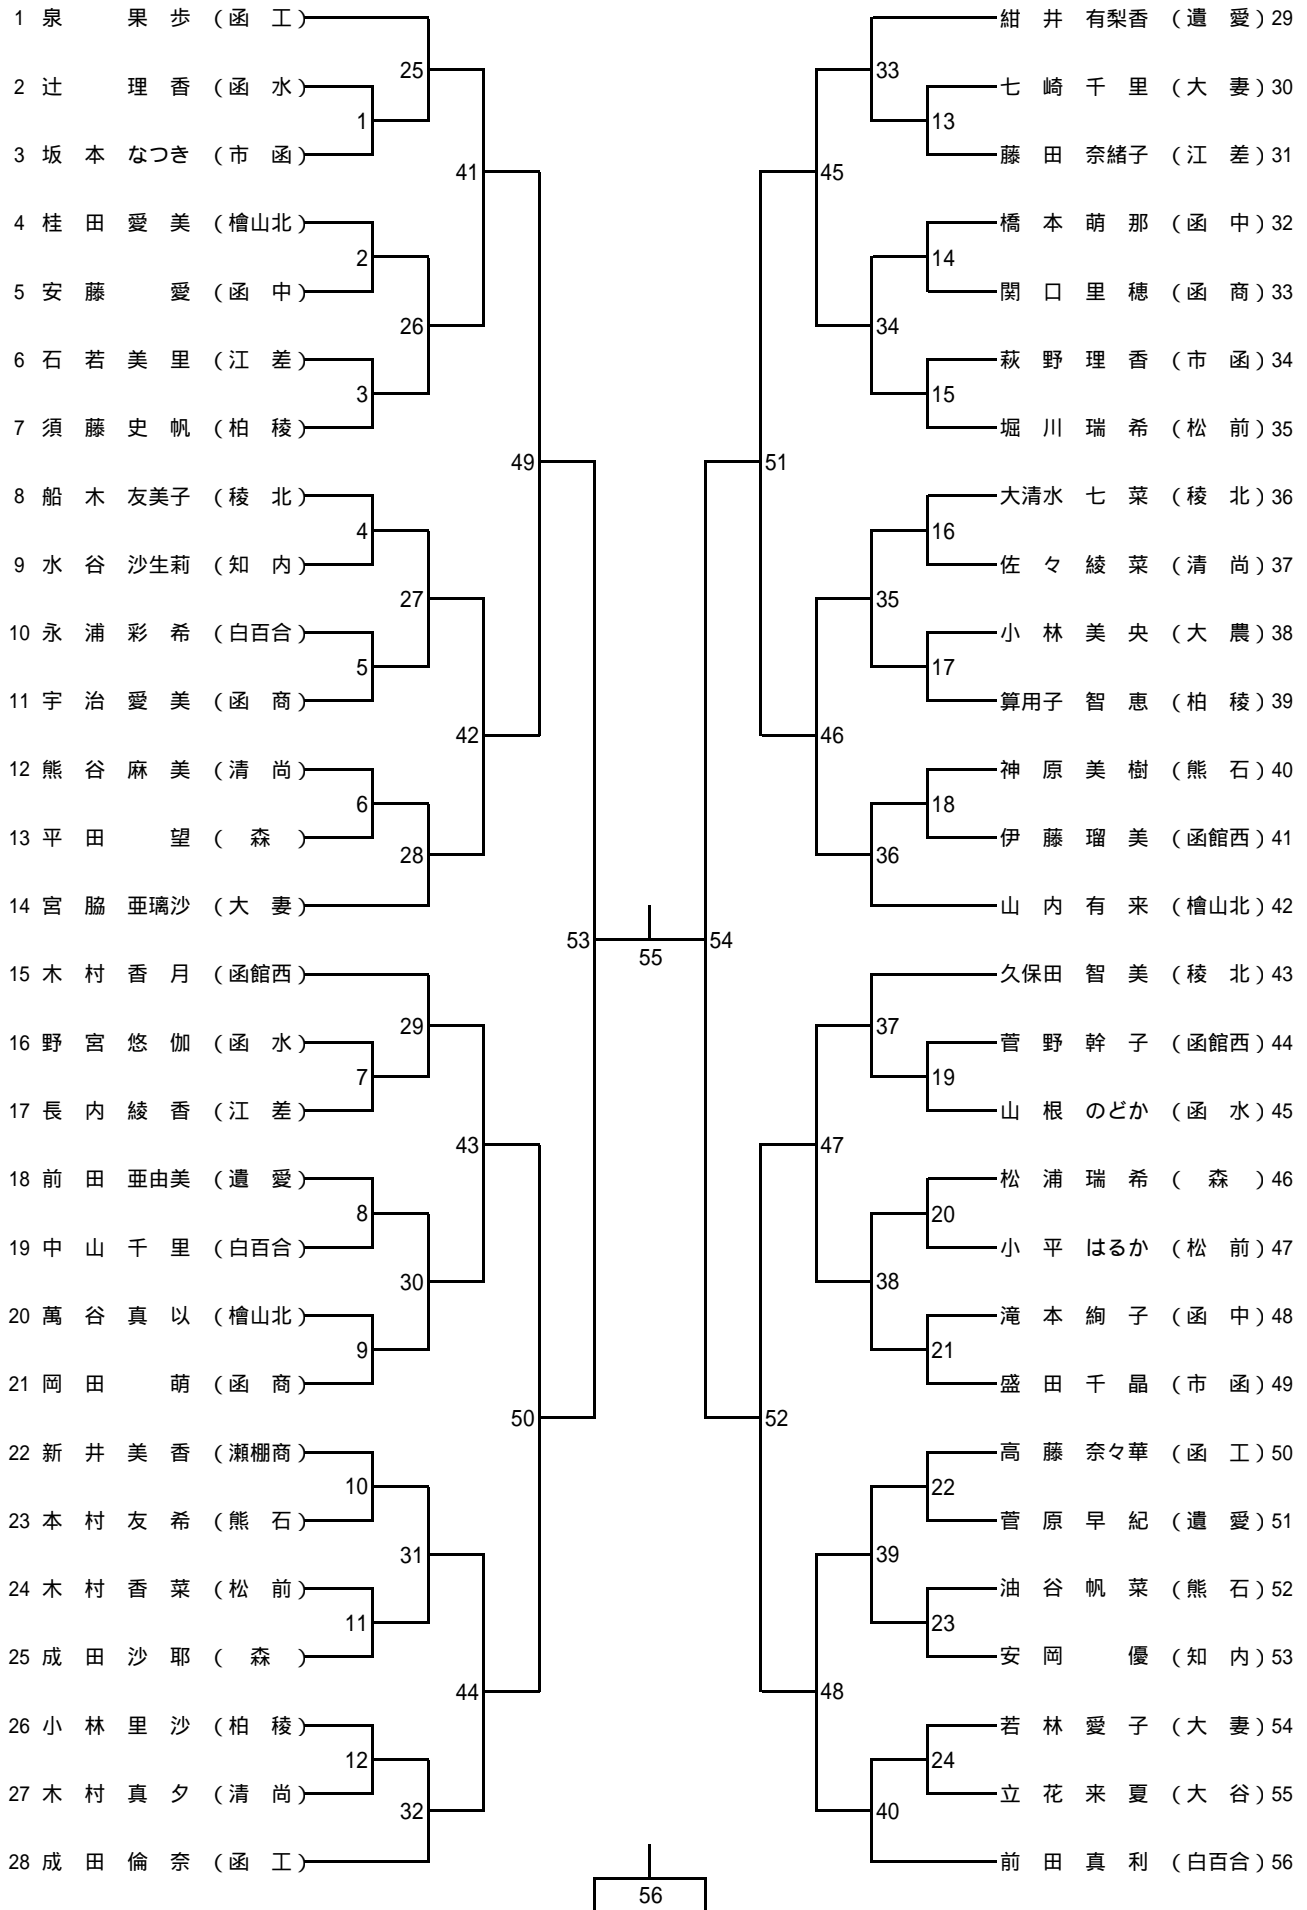 1 泉 果 歩 (函 工)
2 辻 理 香 (函 水)
3 坂 本 なつき (市 函)
4 桂 田 愛 美 (檜山北)
5 安 藤 愛 (函 中)
6 石 若 美 里 (江 差)
7 須 藤 史 帆 (柏 稜)
8 船 木 友美子 (稜 北)
9 水 谷 沙生莉 (知 内)
10 永 浦 彩 希 (白百合)
11 宇 治 愛 美 (函 商)
12 熊 谷 麻 美 (清 尚)
13 平 田 望 (森)
14 宮 脇 亜璃沙 (大 妻)
15 木 村 香 月 (函館西)
16 野 宮 悠 伽 (函 水)
17 長 内 綾 香 (江 差)
18 前 田 亜由美 (遺 愛)
19 中 山 千 里 (白百合)
20 萬 谷 真 以 (檜山北)
21 岡 田 萌 (函 商)
22 新 井 美 香 (瀬棚商)
23 本 村 友 希 (熊 石)
24 木 村 香 菜 (松 前)
25 成 田 沙 耶 (森)
26 小 林 里 沙 (柏 稜)
27 木 村 真 夕 (清 尚)
28 成 田 倫 奈 (函 工)
1
2
3
4
5
6
7
8
9
10
11
12
25
26
27
28
29
30
31
32
41
42
43
44
49
50
53
55
56
54
51
52
45
46
47
48
33
34
35
36
37
38
39
40
13
14
15
16
17
18
19
20
21
22
23
24
紺 井 有梨香 (遺 愛) 29
七 崎 千 里 (大 妻) 30
藤 田 奈緒子 (江 差) 31
橋 本 萌 那 (函 中) 32
関 口 里 穂 (函 商) 33
萩 野 理 香 (市 函) 34
堀 川 瑞 希 (松 前) 35
大清水 七 菜 (稜 北) 36
佐 々 綾 菜 (清 尚) 37
小 林 美 央 (大 農) 38
算用子 智 恵 (柏 稜) 39
神 原 美 樹 (熊 石) 40
伊 藤 瑠 美 (函館西) 41
山 内 有 来 (檜山北) 42
久保田 智 美 (稜 北) 43
菅 野 幹 子 (函館西) 44
山 根 のどか (函 水) 45
松 浦 瑞 希 (森) 46
小 平 はるか (松 前) 47
滝 本 絢 子 (函 中) 48
盛 田 千 晶 (市 函) 49
高 藤 奈々華 (函 工) 50
菅 原 早 紀 (遺 愛) 51
油 谷 帆 菜 (熊 石) 52
安 岡 優 (知 内) 53
若 林 愛 子 (大 妻) 54
立 花 来 夏 (大 谷) 55
前 田 真 利 (白百合) 56